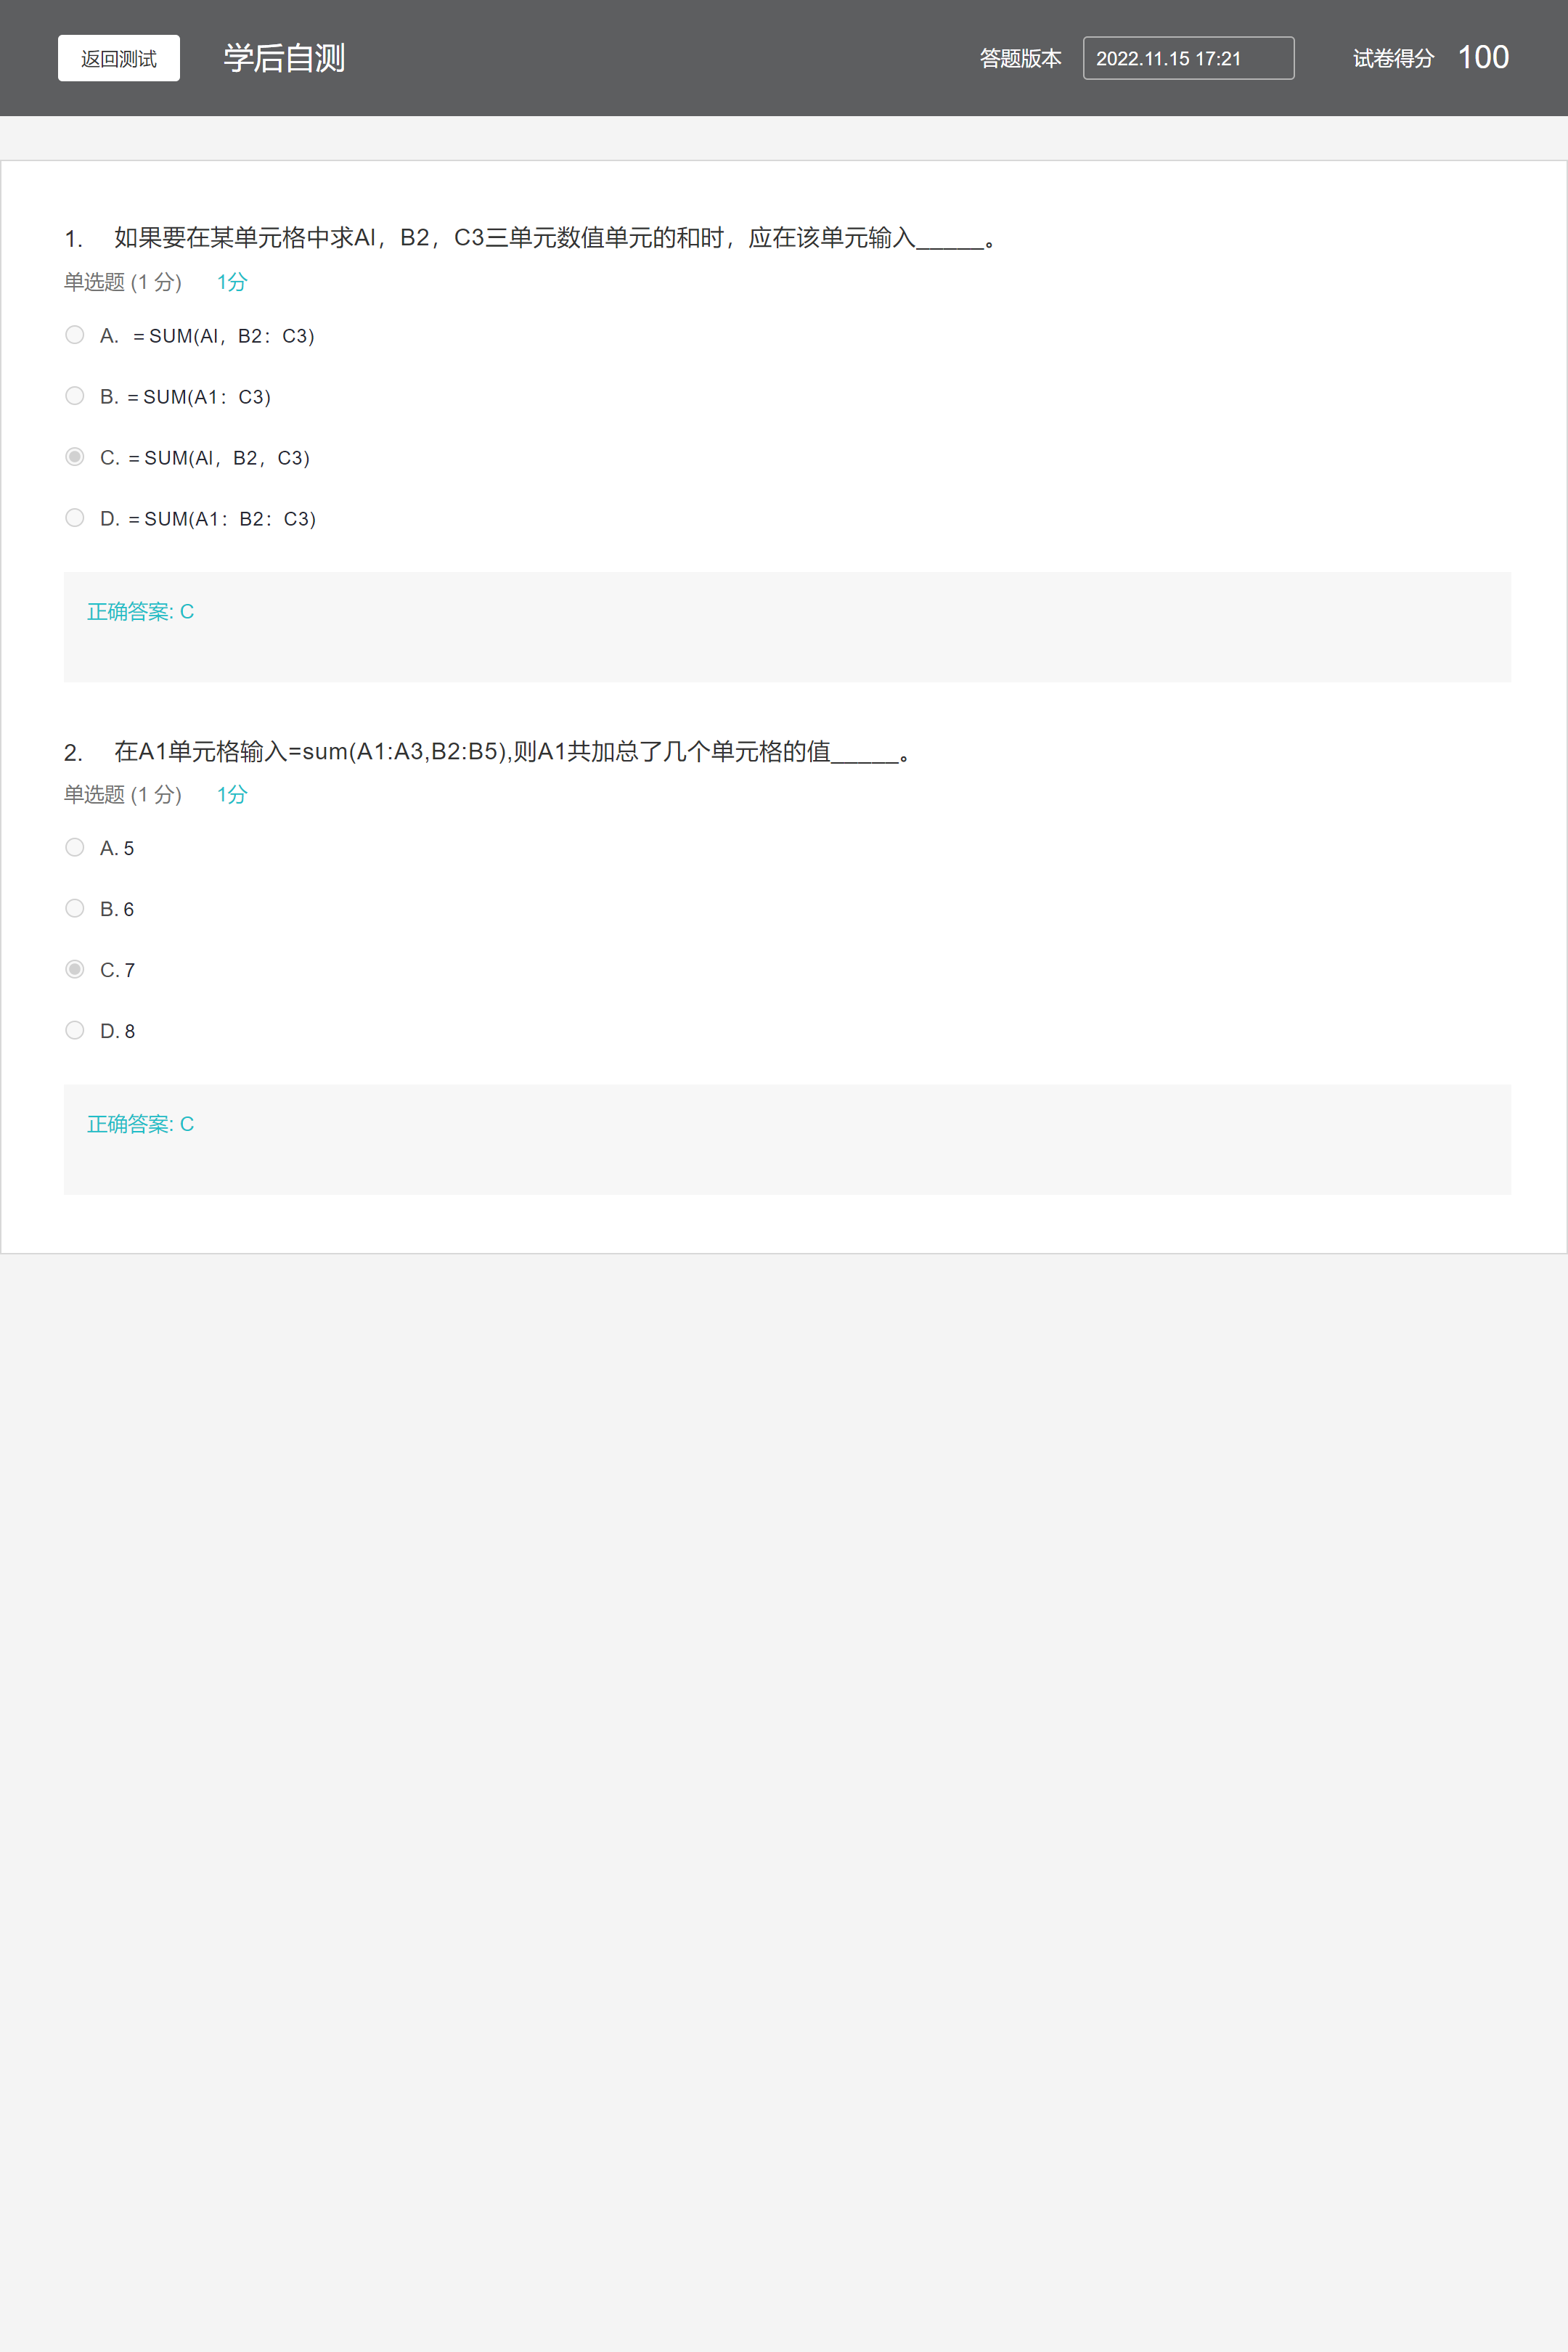 返回测试 学后自测 答题版本 2022.11.15 17:21 试卷得分 100
1. 如果要在某单元格中求AI，B2，C3三单元数值单元的和时，应在该单元输入_____。
单选题 (1 分) 1分
A. ＝SUM(AI，B2：C3)
B. ＝SUM(A1：C3)
C. ＝SUM(AI，B2，C3)
D. ＝SUM(A1：B2：C3)
正确答案: C
2. 在A1单元格输入=sum(A1:A3,B2:B5),则A1共加总了几个单元格的值_____。
单选题 (1 分) 1分
A. 5
B. 6
C. 7
D. 8
正确答案: C